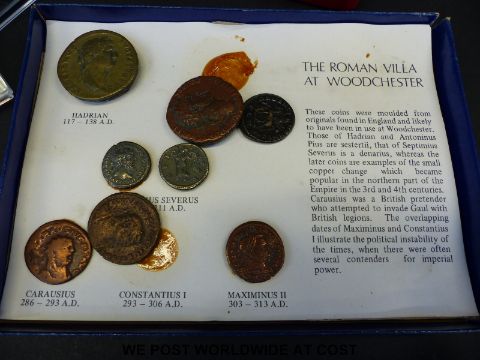 THE ROMAN VILLA
AT WOODCHESTER
HADRIAN
117 – 138 A.D.
These coins were moulded from
originals found in England and likely
to have been in use at Woodchester.
Those of Hadrian and Antoninus
Pius are sestertii, that of Septimus
Severus is a denarius, whereas the
later coins are examples of the small
copper change which became
popular in the northern part of the
Empire in the 3rd and 4th centuries.
Carausius was a British pretender
who attempted to invade Gaul with
British legions. The overlapping
dates of Maximinus and Constantius
I illustrate the political instability of
the times, when there were often
several contenders for imperial
power.
SEVERUS
211 A.D.
CARAUSIUS
286 – 293 A.D.
CONSTANTIUS I
293 – 306 A.D.
MAXIMINUS II
303 – 313 A.D.
WE POST WORLDWIDE AT COST